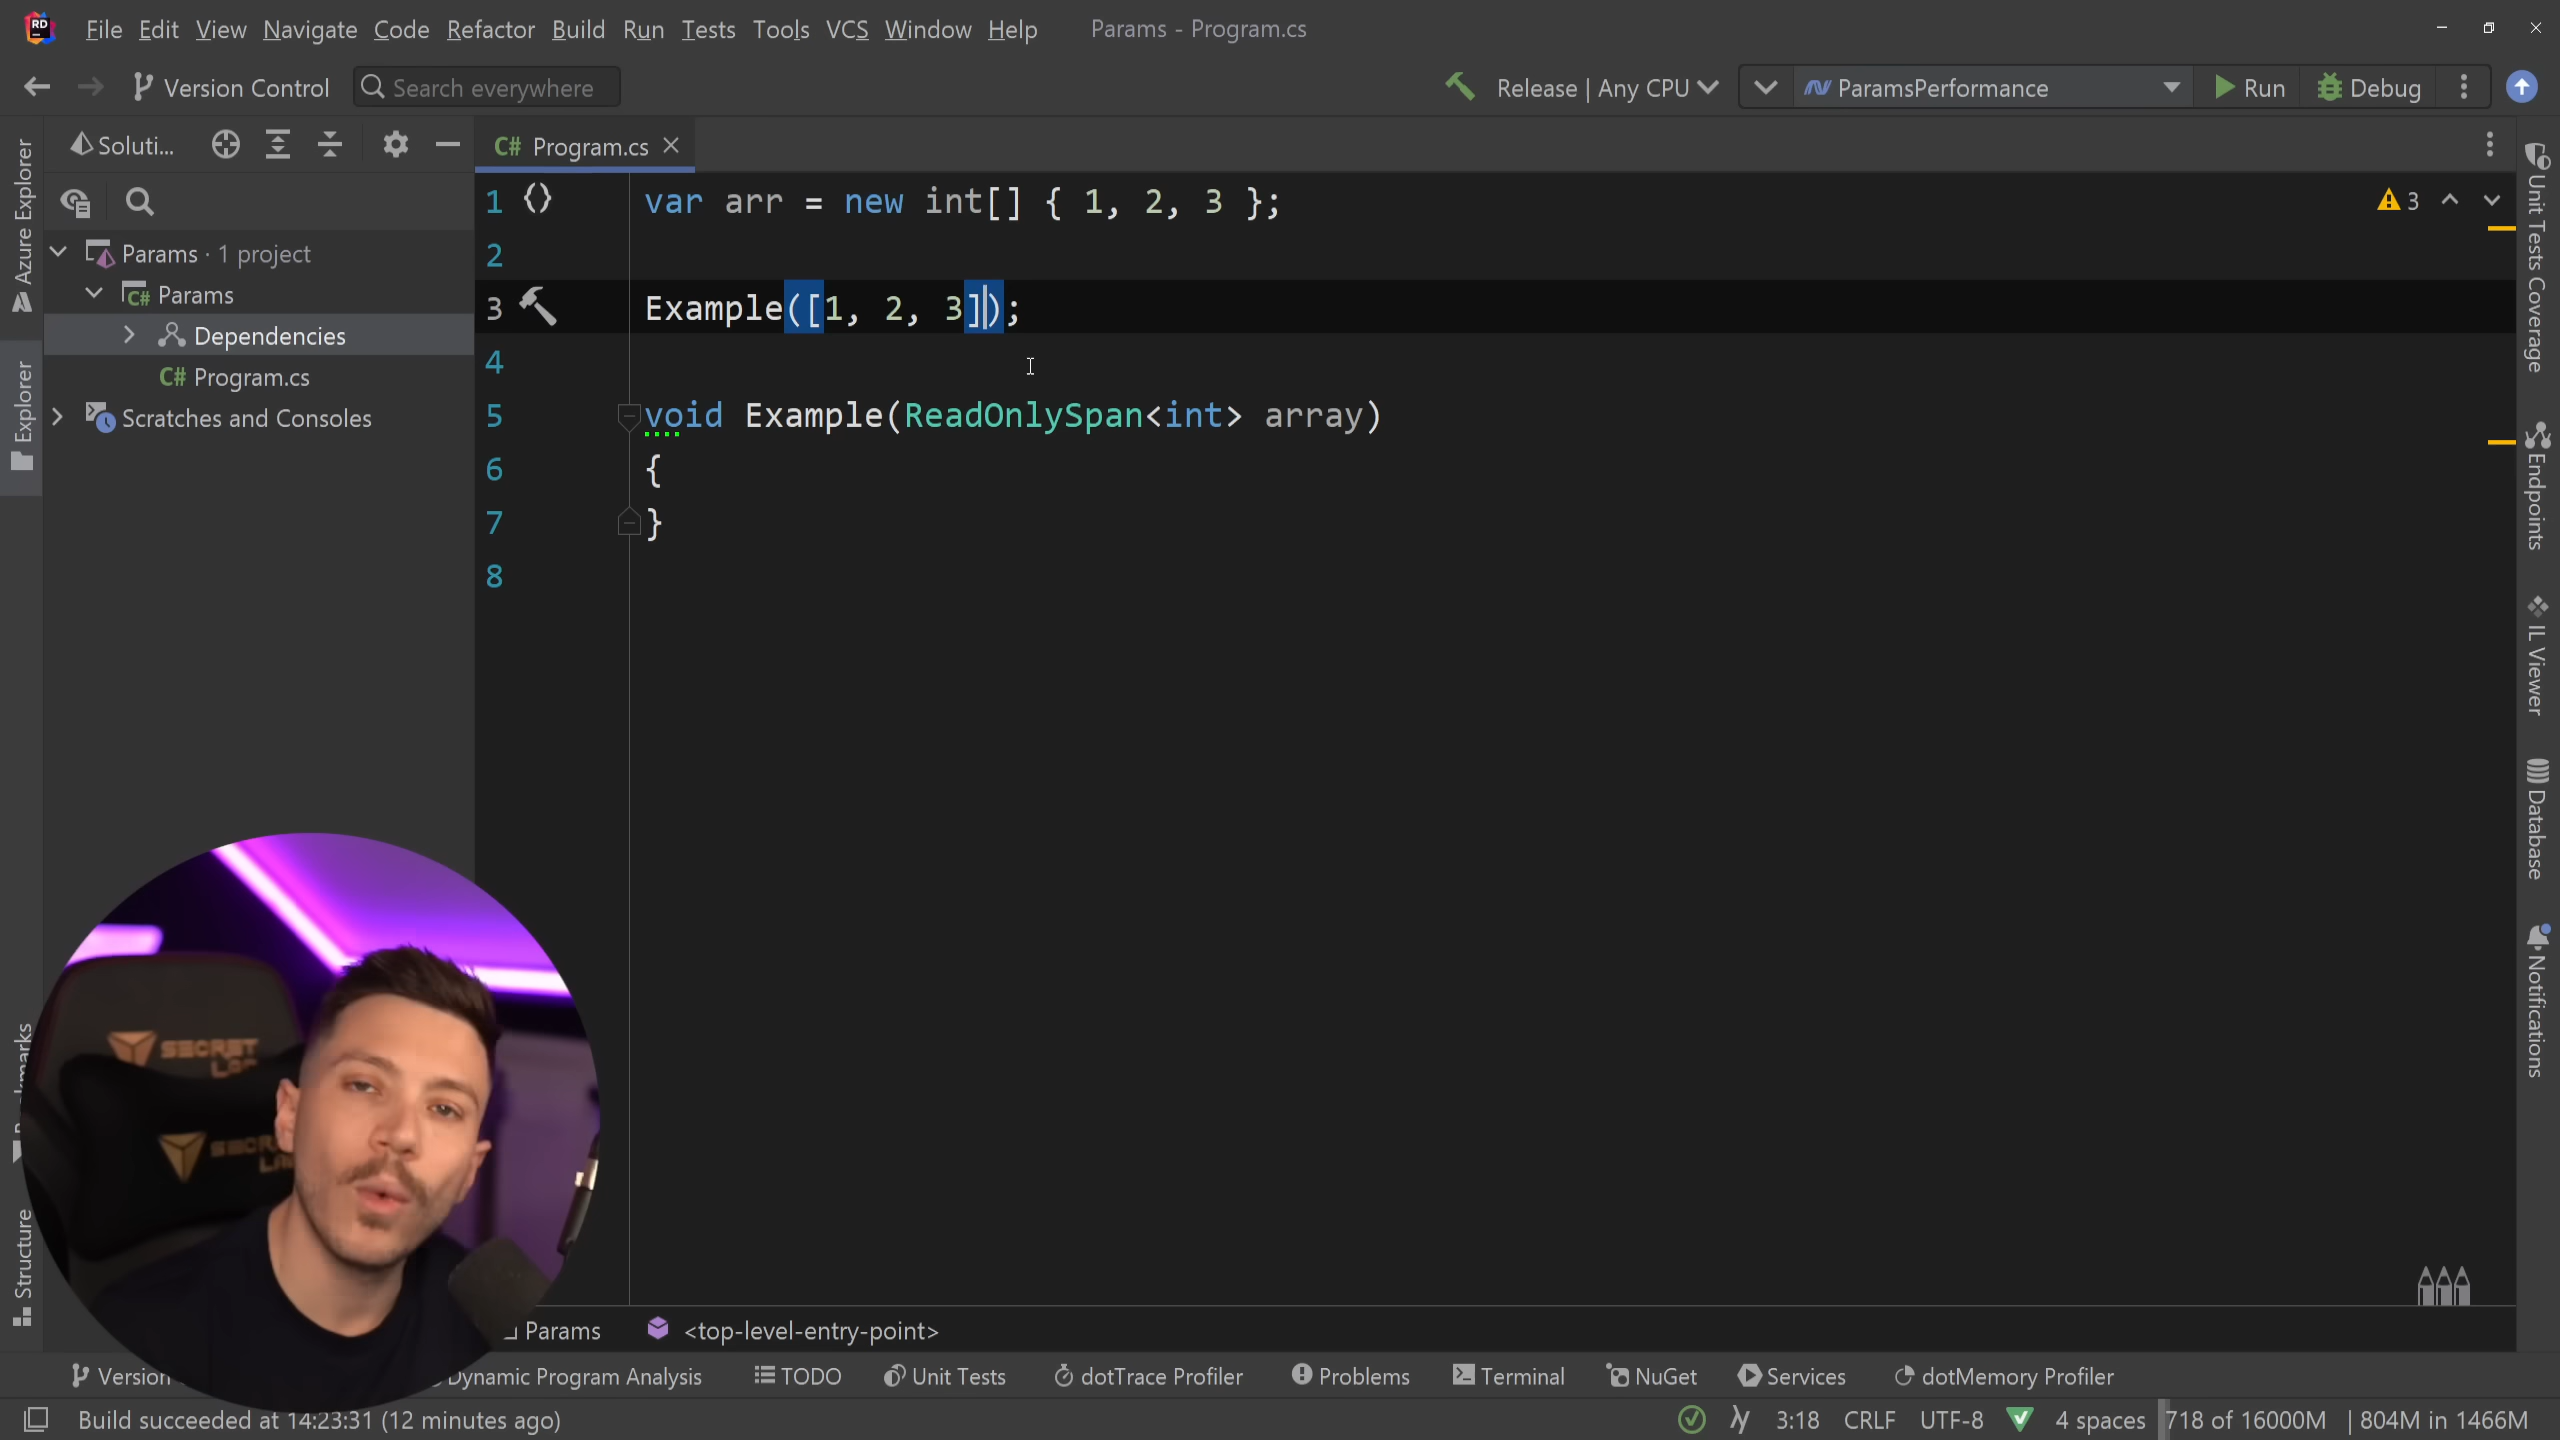 RD
File Edit View Navigate Code Refactor Build Run Tests Tools VCS Window Help Params - Program.cs
Version Control Search everywhere Release | Any CPU ParamsPerformance Run Debug
Soluti... C# Program.cs
Azure Explorer
Explorer
Structure
Params · 1 project
C# Params
Dependencies
C# Program.cs
Scratches and Consoles
1 {} var arr = new int[] { 1, 2, 3 };
2
3 Example([1, 2, 3]);
4
5 void Example(ReadOnlySpan<int> array)
6 {
7 }
8
3
Unit Tests Coverage
Endpoints
IL Viewer
Database
Notifications
SECRET
Params <top-level-entry-point>
Version Dynamic Program Analysis TODO Unit Tests dotTrace Profiler Problems Terminal NuGet Services dotMemory Profiler
Build succeeded at 14:23:31 (12 minutes ago) 3:18 CRLF UTF-8 4 spaces 718 of 16000M | 804M in 1466M